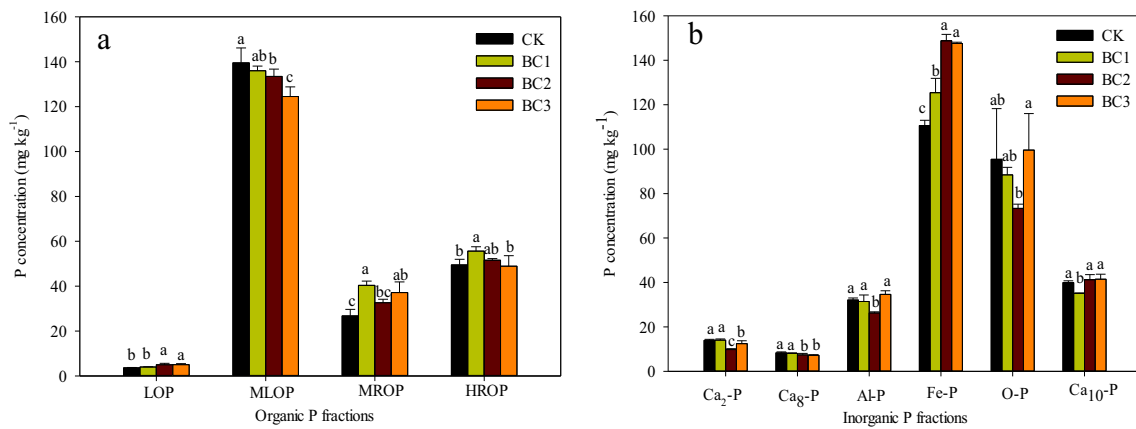 a
CK
BC1
BC2
BC3
P concentration (mg kg⁻¹)
160
140
120
100
80
60
40
20
0
b b a a
a ab b c
c a bc ab
b a ab b
LOP MLOP MROP HROP
Organic P fractions
b
CK
BC1
BC2
BC3
P concentration (mg kg⁻¹)
160
140
120
100
80
60
40
20
0
a a c b
a a b b
a a b a
c b a a
ab ab b a
a b a a
Ca₂-P Ca₈-P Al-P Fe-P O-P Ca₁₀-P
Inorganic P fractions